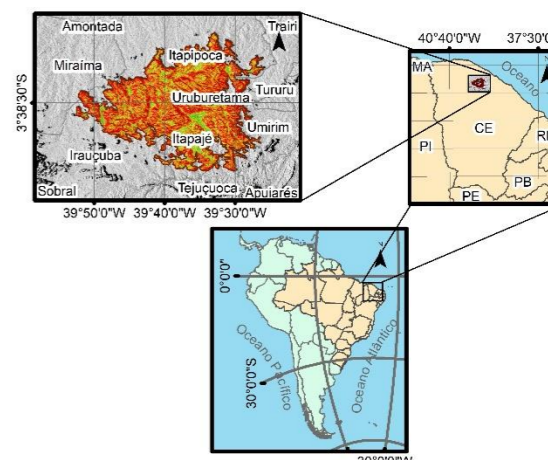 Amontada
Trairi
Itapipoca
Miraíma
Uruburetama
Tururu
Umirim
Itapajé
Irauçuba
Sobral
Tejuçuoca
Apuiarés
3°38'30"S
39°50'0"W
39°40'0"W
39°30'0"W
40°40'0"W
37°30'0"W
MA
Oceano
CE
PI
PB
PE
0°0'0"
30°0'0"S
Oceano Pacífico
Oceano Atlântico